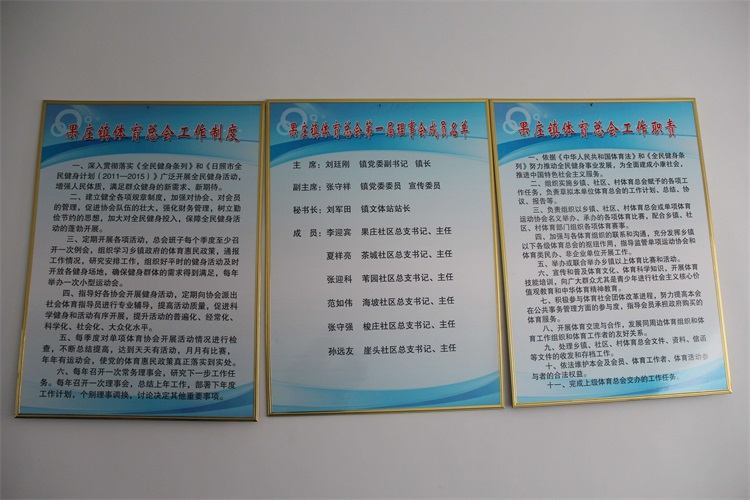 果庄镇体育总会工作制度
一、深入贯彻落实《全民健身条列》和《日照市全
民健身计划（2011—2015）》广泛开展全民健身活动，
增强人民体质，满足群众健身的新需求、新期待。
二、建立健全各项规章制度，加强对协会、对会员
的管理，促进协会队伍的壮大，强化财务管理，树立勤
俭节约的思想，加大对全民健身投入，保障全民健身活动
的蓬勃开展。
三、定期开展各项活动，总会班子每个季度至少召
开一次例会，组织学习乡镇政府的体育惠民政策，通报
工作情况，研究安排工作，组织好平时的健身活动及时
开放健身场地，确保健身群体的需求得到满足，每年
举办一次小型运动会。
四、指导好各协会开展健身活动，定期向协会派出
社会体育指导员进行专业辅导，提高活动质量，促进科
学健身和活动有序开展，提升活动的普遍化、经常化、
科学化、社会化、大众化水平。
五、每季度对单项体育协会开展活动情况进行检
查，不断总结提高，达到天天有活动，月月有比赛，
年年有运动会，使党的体育惠民政策真正落实到实处。
六、每年召开一次常务理事会，研究下一步工作任
务。每年召开一次理事会，总结上年工作，部署下年度
工作计划，个别理事调换，讨论决定其他重要事项。
果庄镇体育总会第一届理事会成员名单
主 席：刘珏刚 镇党委副书记 镇长
副主席：张守祥 镇党委委员 宣传委员
秘书长：刘军田 镇文体站站长
成 员：李迎宾 果庄社区总支书记、主任
夏祥亮 茶城社区总支书记、主任
张迎科 苇园社区总支书记、主任
范如伟 海坡社区总支书记、主任
张守强 梭庄社区总支书记、主任
孙远友 崖头社区总支书记、主任
果庄镇体育总会工作职责
一、依据《中华人民共和国体育法》和《全民健身条
例》努力推动全民健身事业发展，为全面建成小康社会，
推进中国特色社会主义服务。
二、组织实施乡镇、社区、村体育总会赋予的各项工
作任务，负责草拟本单位体育总会的工作计划、总结、协
议、报告等。
三、负责组织以乡镇、社区、村体育总会或单项体育
运动协会名义举办、承办的各项体育比赛，配合乡镇、社
区、村体育部门组织各项体育赛事。
四、加强与各体育组织的联系和沟通，充分发挥乡镇
以下各级体育总会的枢纽作用，指导监管单项运动协会和
体育类民办、非企业单位开展工作。
五、举办或联合举办乡镇以上体育比赛和活动。
六、宣传和普及体育文化、体育科学知识，开展体育
技能培训，向广大群众尤其是青少年进行社会主义核心价
值观教育和中华体育精神教育。
七、积极参与体育社会团体改革进程，努力提高本会
在公共事务管理方面的参与度，指导会员承担政府购买的
体育服务。
八、开展体育交流与合作，发展同周边体育组织和体
育工作组织和体育工作者的友好关系。
九、处理乡镇、社区、村体育总会文件、资料、信函
等文件的收发和存档工作。
十、依法维护本会及会员、体育工作者、体育活动参
与者的合法权益。
十一、完成上级体育总会交办的工作任务。